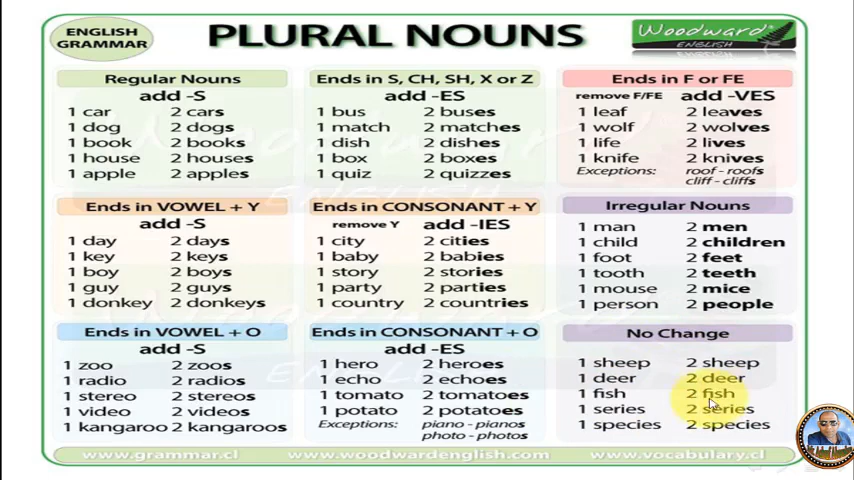 ENGLISH
GRAMMAR
PLURAL NOUNS
Woodward
ENGLISH
Regular Nouns
add -S
1 car 2 cars
1 dog 2 dogs
1 book 2 books
1 house 2 houses
1 apple 2 apples
Ends in S, CH, SH, X or Z
add -ES
1 bus 2 buses
1 match 2 matches
1 dish 2 dishes
1 box 2 boxes
1 quiz 2 quizzes
Ends in F or FE
remove F/FE add -VES
1 leaf 2 leaves
1 wolf 2 wolves
1 life 2 lives
1 knife 2 knives
Exceptions: roof - roofs
cliff - cliffs
Ends in VOWEL + Y
add -S
1 day 2 days
1 key 2 keys
1 boy 2 boys
1 guy 2 guys
1 donkey 2 donkeys
Ends in CONSONANT + Y
remove Y add -IES
1 city 2 cities
1 baby 2 babies
1 story 2 stories
1 party 2 parties
1 country 2 countries
Irregular Nouns
1 man 2 men
1 child 2 children
1 foot 2 feet
1 tooth 2 teeth
1 mouse 2 mice
1 person 2 people
Ends in VOWEL + O
add -S
1 zoo 2 zoos
1 radio 2 radios
1 stereo 2 stereos
1 video 2 videos
1 kangaroo 2 kangaroos
Ends in CONSONANT + O
add -ES
1 hero 2 heroes
1 echo 2 echoes
1 tomato 2 tomatoes
1 potato 2 potatoes
Exceptions: piano - pianos
photo - photos
No Change
1 sheep 2 sheep
1 deer 2 deer
1 fish 2 fish
1 series 2 series
1 species 2 species
www.grammar.cl www.woodwardenglish.com www.vocabulary.cl